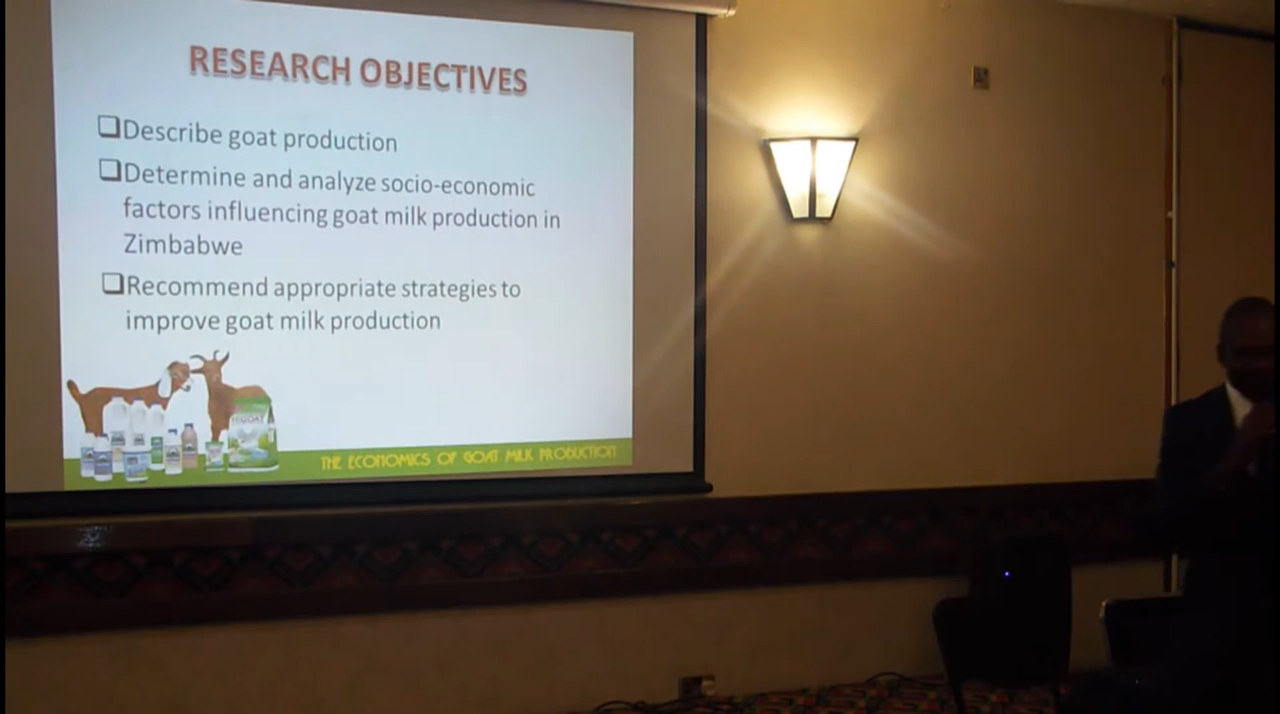 RESEARCH OBJECTIVES
❑Describe goat production
❑Determine and analyze socio-economic
factors influencing goat milk production in
Zimbabwe
❑Recommend appropriate strategies to
improve goat milk production
THE ECONOMICS OF GOAT MILK PRODUCTION